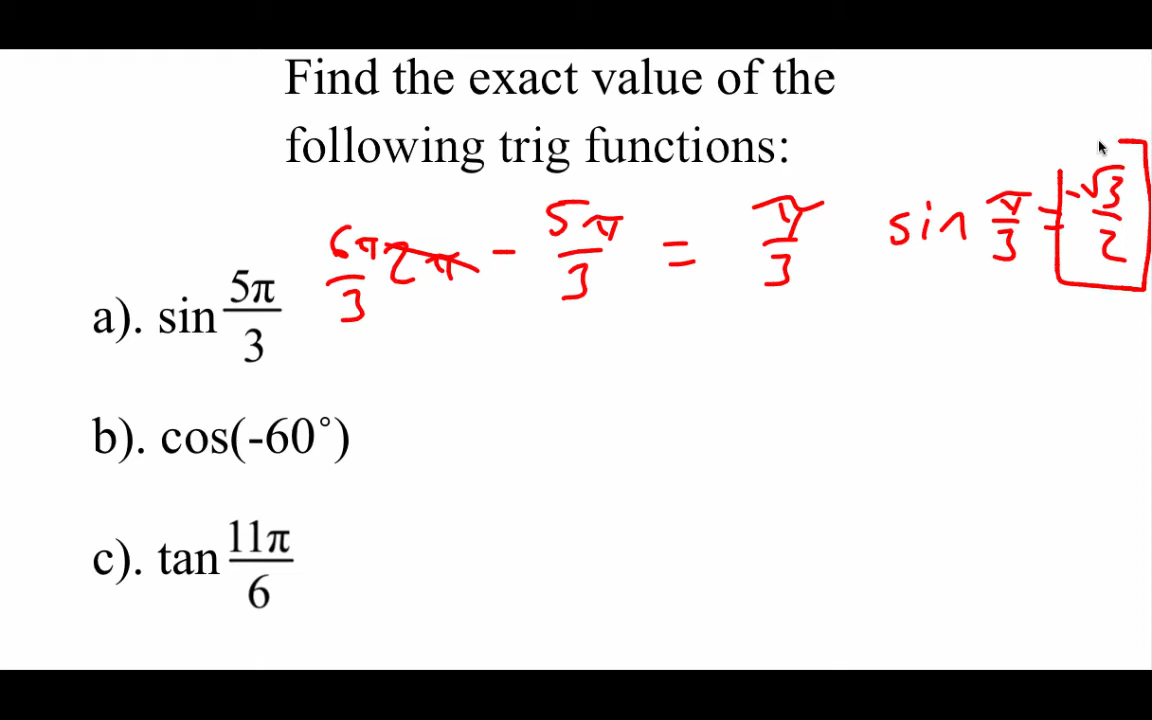 Find the exact value of the
following trig functions:
6π/3 2π - 5π/3 = π/3 sin π/3 = -√3/2
a). sin 5π/3
b). cos(-60°)
c). tan 11π/6